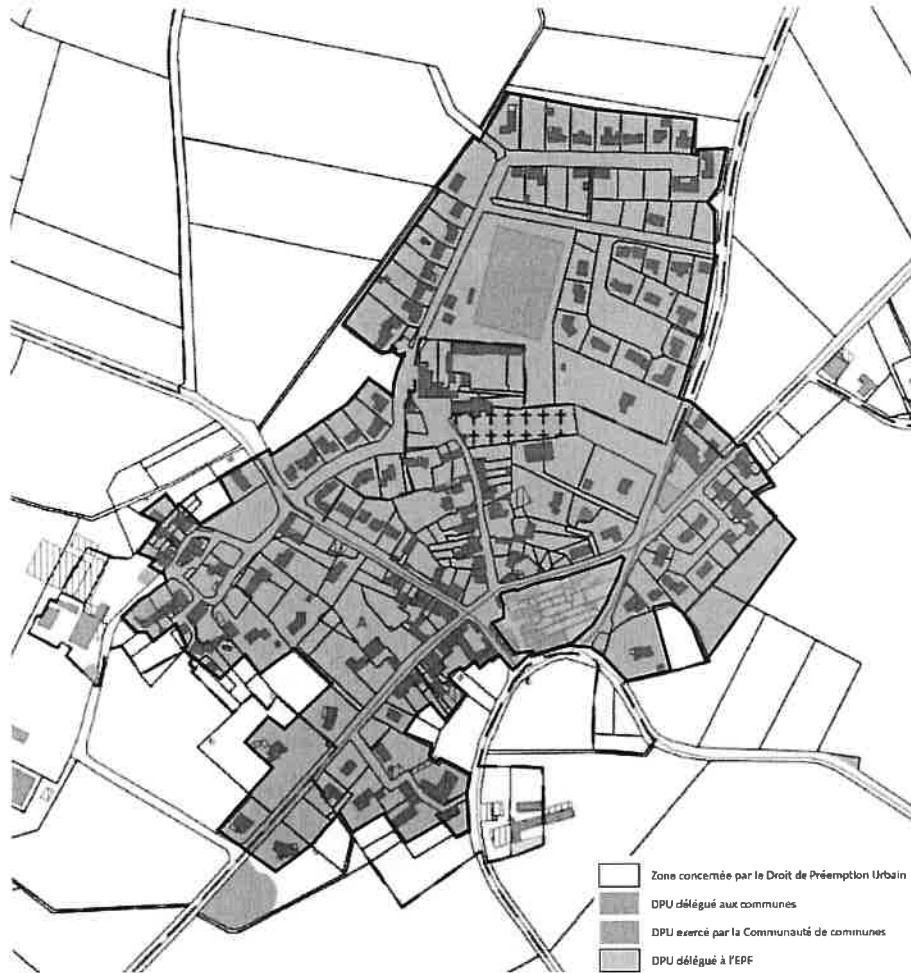 Zone concernée par le Droit de Préemption Urbain
DPU délégué aux communes
DPU exercé par la Communauté de communes
DPU délégué à l'EPF